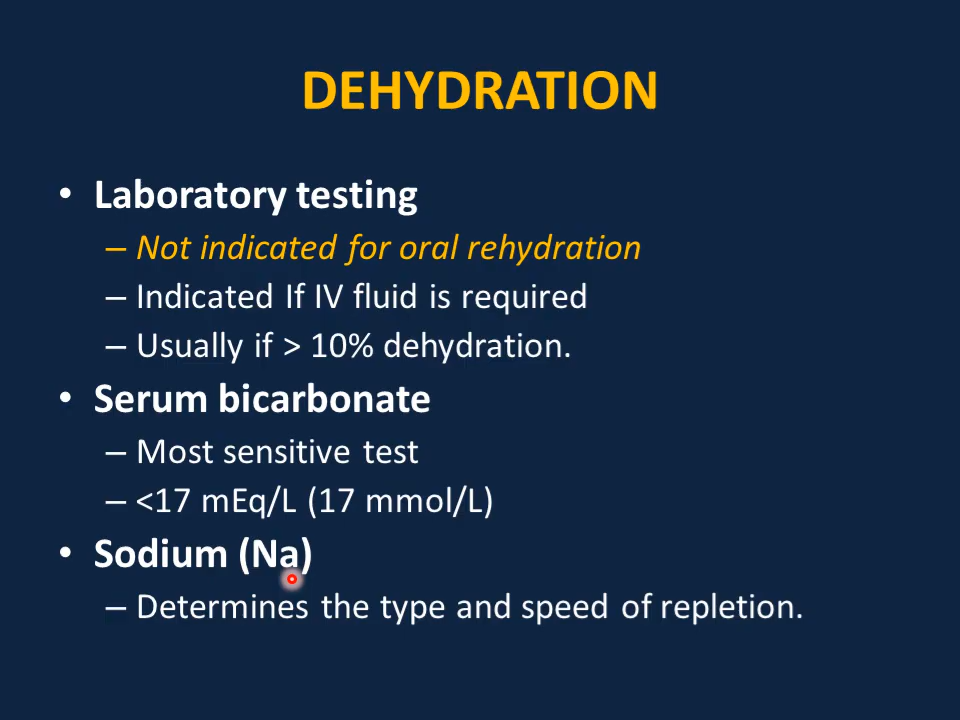 DEHYDRATION
• Laboratory testing
– Not indicated for oral rehydration
– Indicated If IV fluid is required
– Usually if > 10% dehydration.
• Serum bicarbonate
– Most sensitive test
– <17 mEq/L (17 mmol/L)
• Sodium (Na)
– Determines the type and speed of repletion.